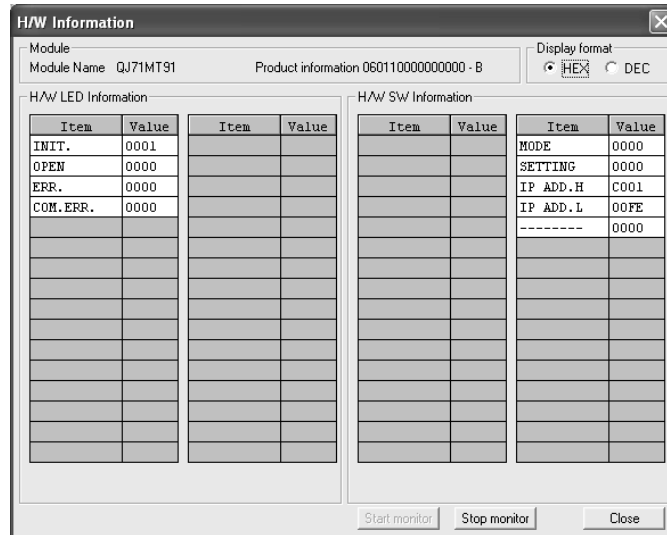 H/W Information
Module
Module Name QJ71MT91 Product information 060110000000000 - B
Display format
HEX DEC
H/W LED Information
Item Value Item Value
INIT. 0001
OPEN 0000
ERR. 0000
COM.ERR. 0000
H/W SW Information
Item Value Item Value
MODE 0000
SETTING 0000
IP ADD.H C001
IP ADD.L 00FE
-------- 0000
Start monitor Stop monitor Close